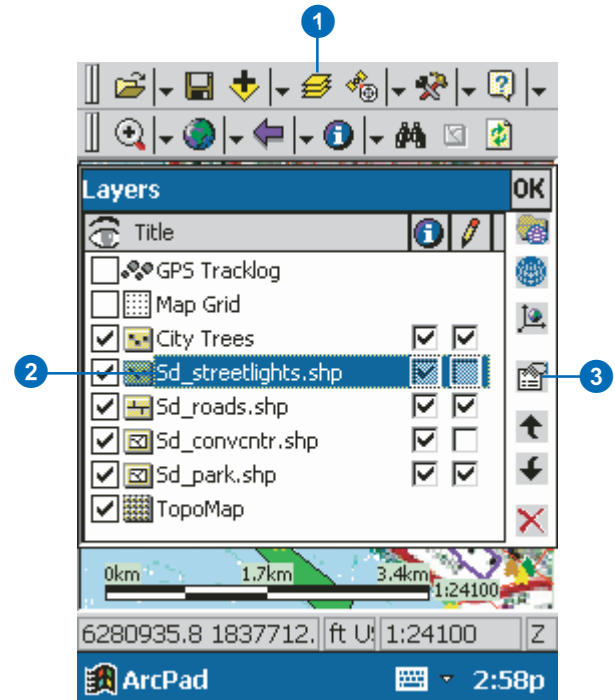 1
Layers OK
Title
GPS Tracklog
Map Grid
City Trees
2 Sd_streetlights.shp 3
Sd_roads.shp
Sd_convcntr.shp
Sd_park.shp
TopoMap
0km 1.7km 3.4km
1:24100
6280935.8 1837712. ft U 1:24100 Z
ArcPad 2:58p